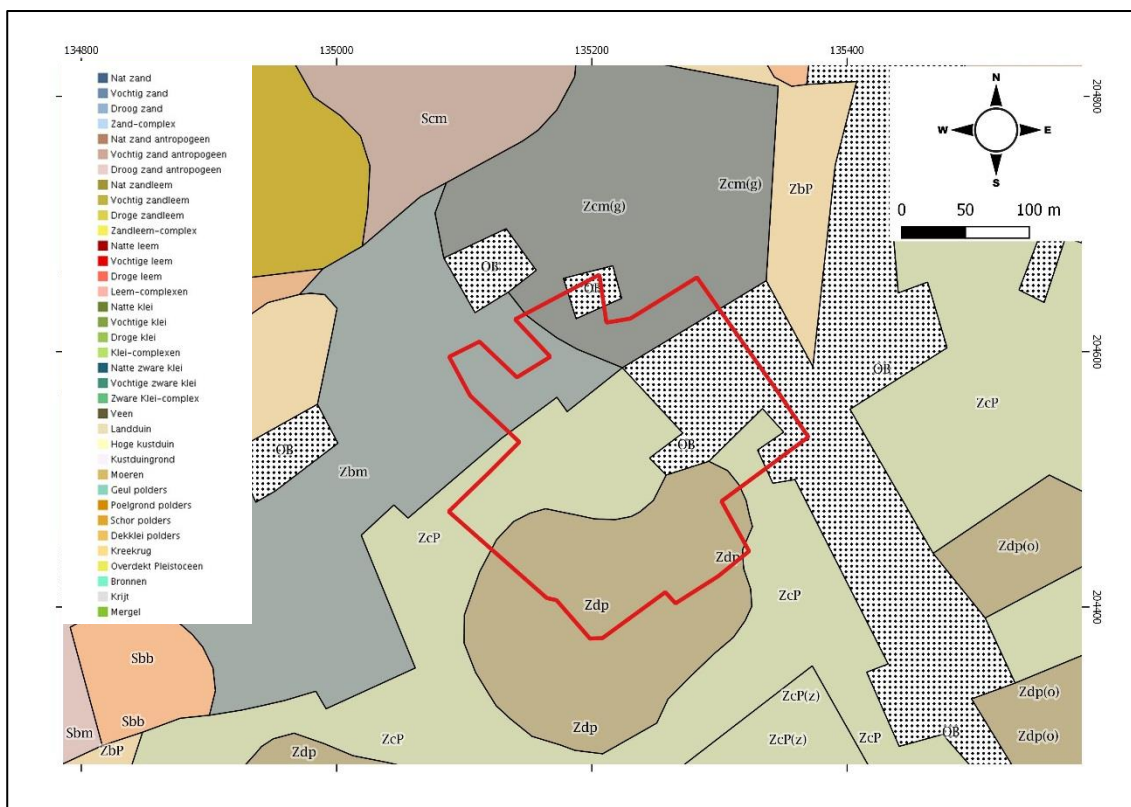 134800
135000
135200
135400
204800
204600
204400
Nat zand
Vochtig zand
Droog zand
Zand-complex
Nat zand antropogeen
Vochtig zand antropogeen
Droog zand antropogeen
Nat zandleem
Vochtig zandleem
Droge zandleem
Zandleem-complex
Natte leem
Vochtige leem
Droge leem
Leem-complexen
Natte klei
Vochtige klei
Droge klei
Klei-complexen
Natte zware klei
Vochtige zware klei
Zware Klei-complex
Veen
Landduin
Hoge kustduin
Kustduingrond
Moeren
Geul polders
Poelgrond polders
Schor polders
Dekklei polders
Kreekrug
Overdekt Pleistoceen
Bronnen
Krijt
Mergel
N
W E
S
0 50 100 m
Scm
Zcm(g)
Zcm(g)
ZbP
OB
OB
OB
ZcP
OB
OB
Zbm
ZcP
Zdp
Zdp(o)
Zdp
ZcP
Sbb
Sbb
Sbm
ZbP
Zdp
ZcP
Zdp
ZcP(z)
ZcP(z)
ZcP
OB
Zdp(o)
Zdp(o)